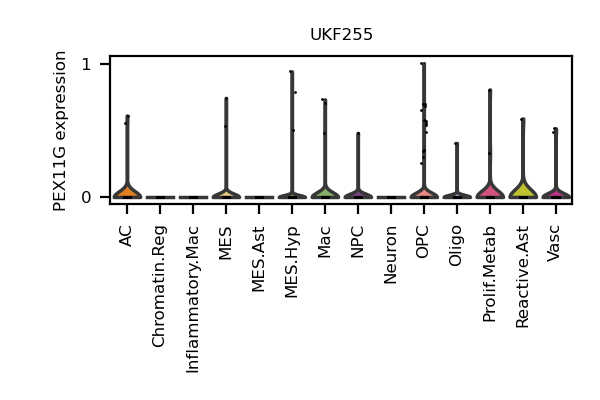 UKF255
PEX11G expression
1
0
AC
Chromatin.Reg
Inflammatory.Mac
MES
MES.Ast
MES.Hyp
Mac
NPC
Neuron
OPC
Oligo
Prolif.Metab
Reactive.Ast
Vasc